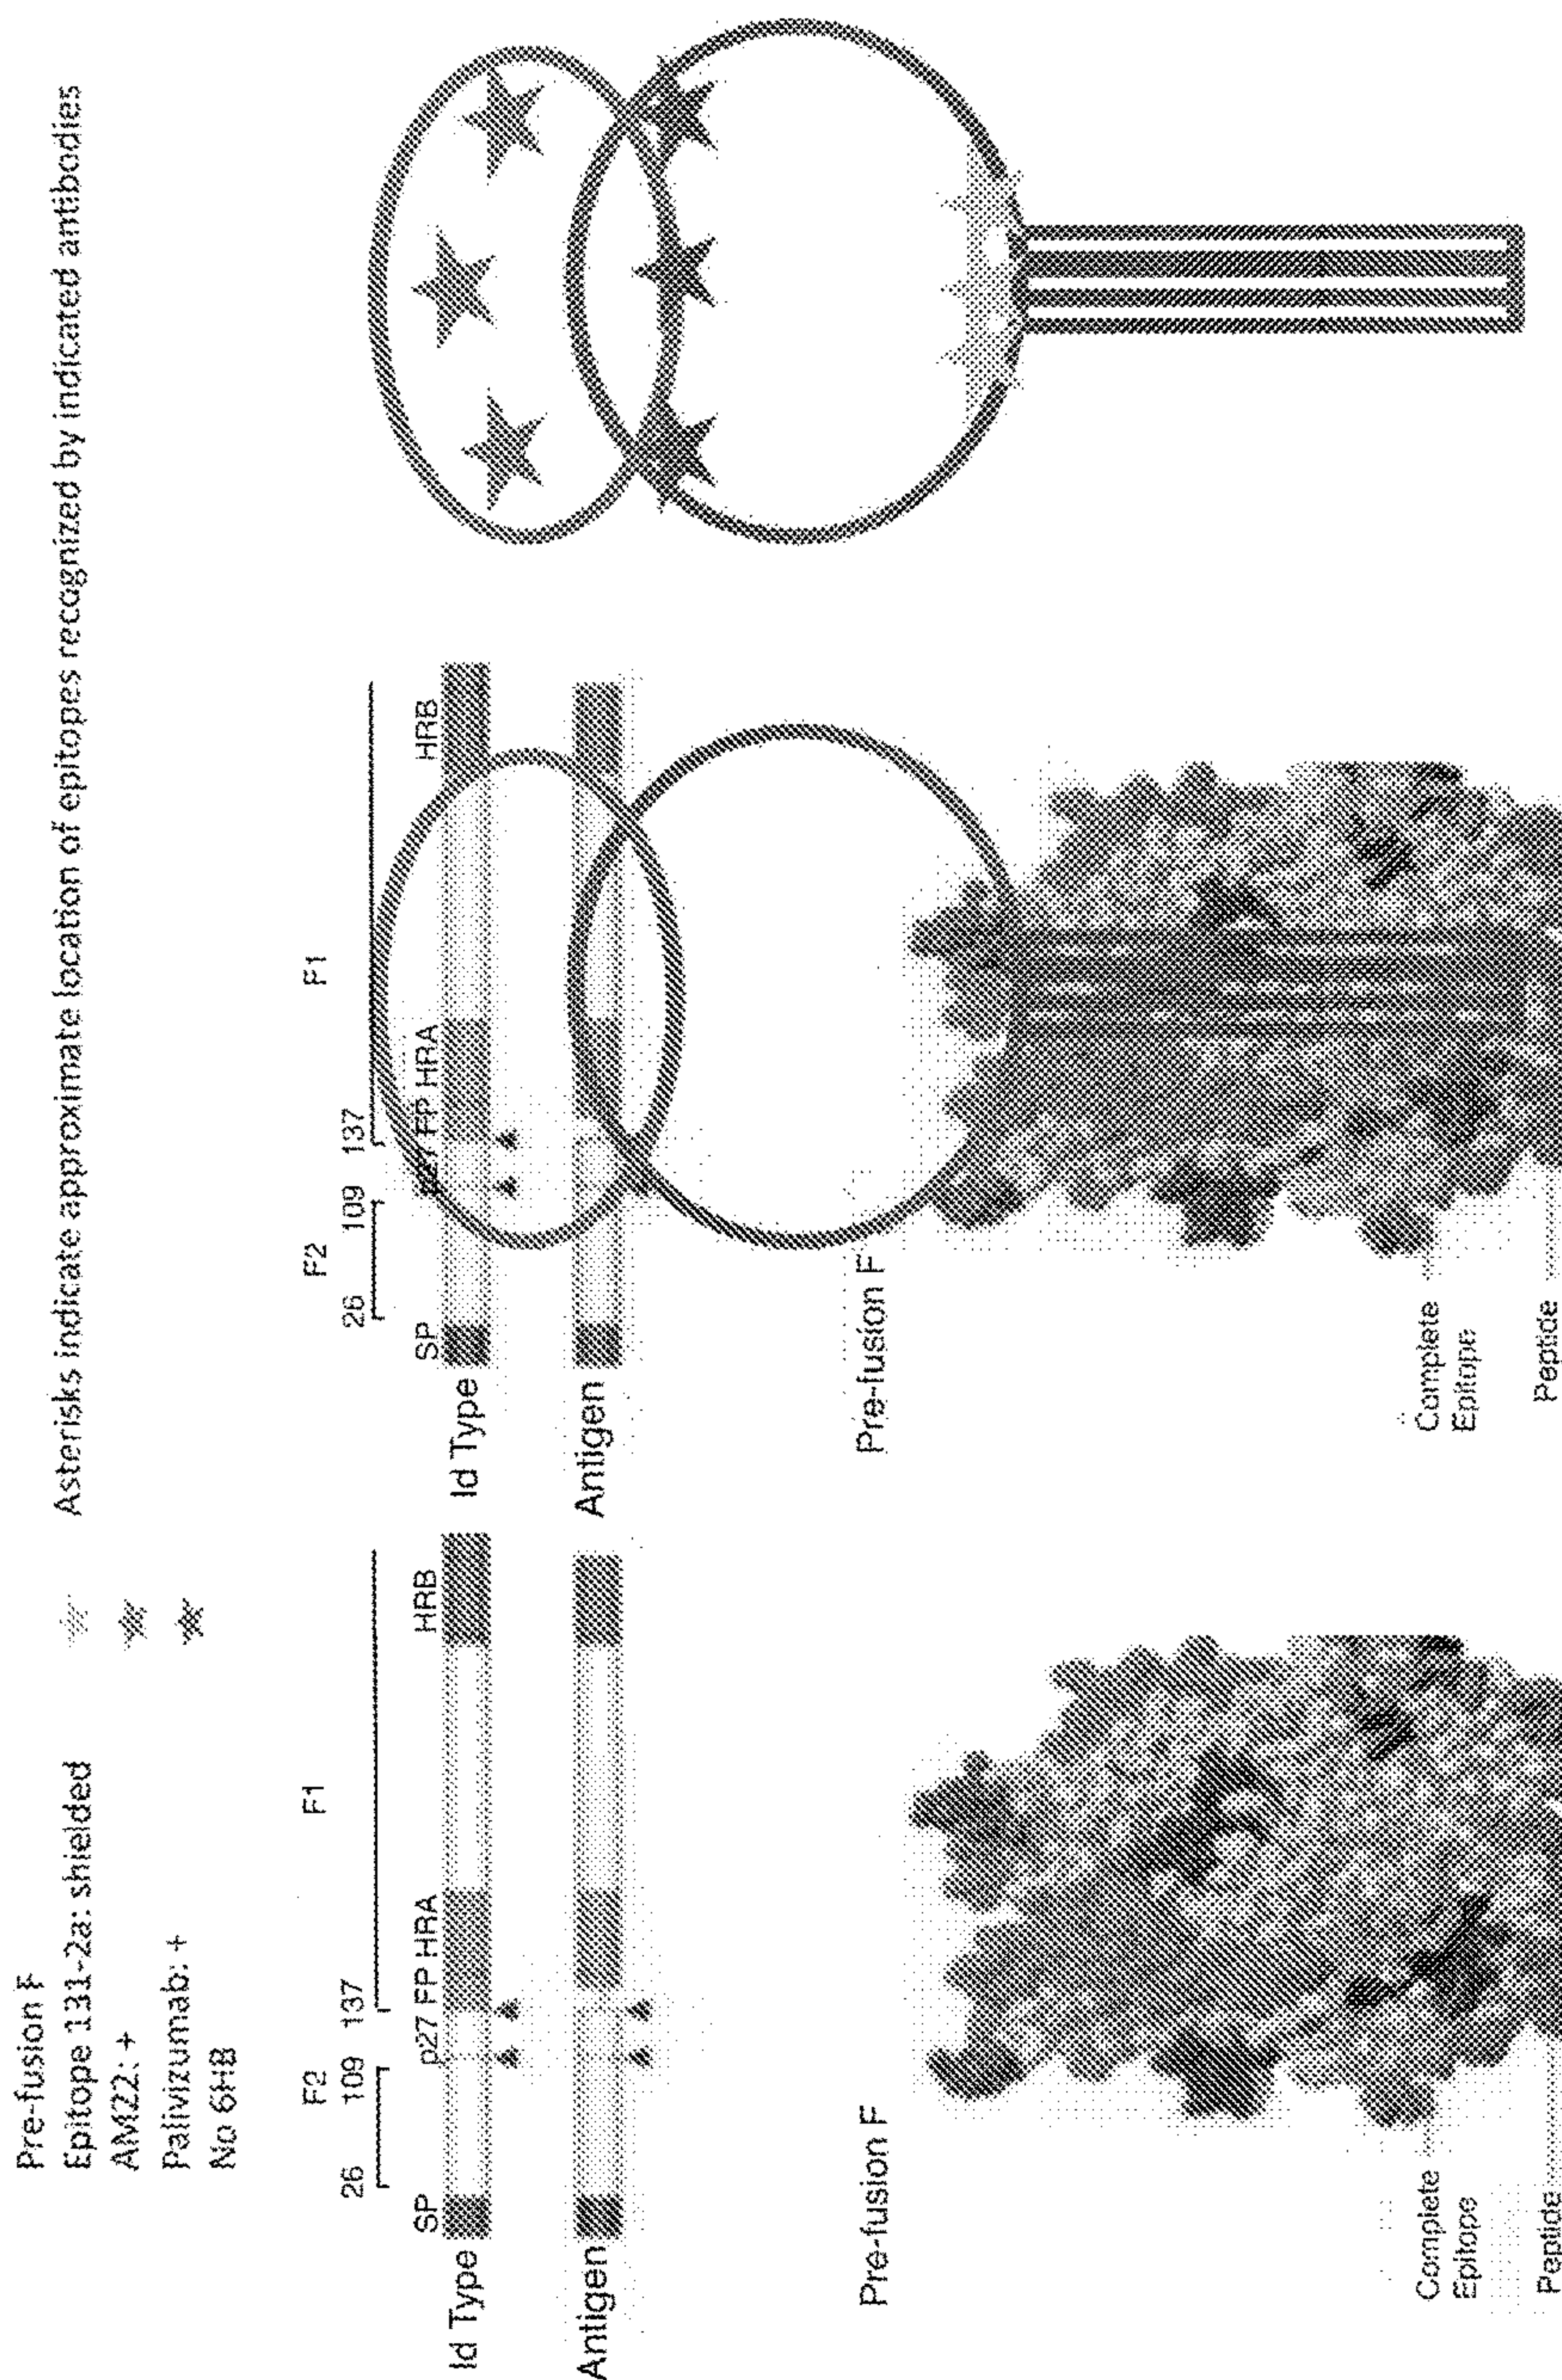 Pre-fusion F
Epitope 131-2a: shielded
AM22: +
Palivizumab: +
No 6HB
Asterisks indicate approximate location of epitopes recognized by indicated antibodies
F2 F1
26 109 137
SP p27 FP HRA HRB
Id Type
Antigen
Pre-fusion F
Complete
Epitope
Peptide
F2 F1
26 109 137
SP p27 FP HRA HRB
Id Type
Antigen
Pre-fusion F
Complete
Epitope
Peptide